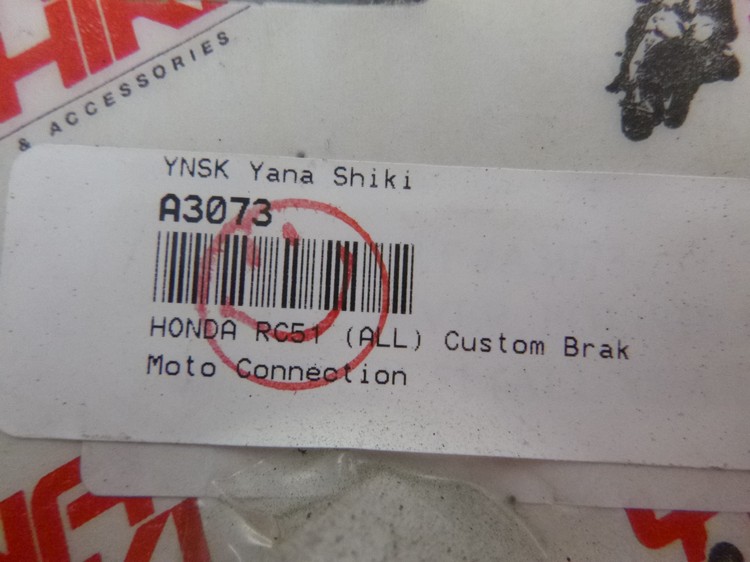 & ACCESSORIES
YNSK Yana Shiki
A3073
HONDA RC51 (ALL) Custom Brak
Moto Connection